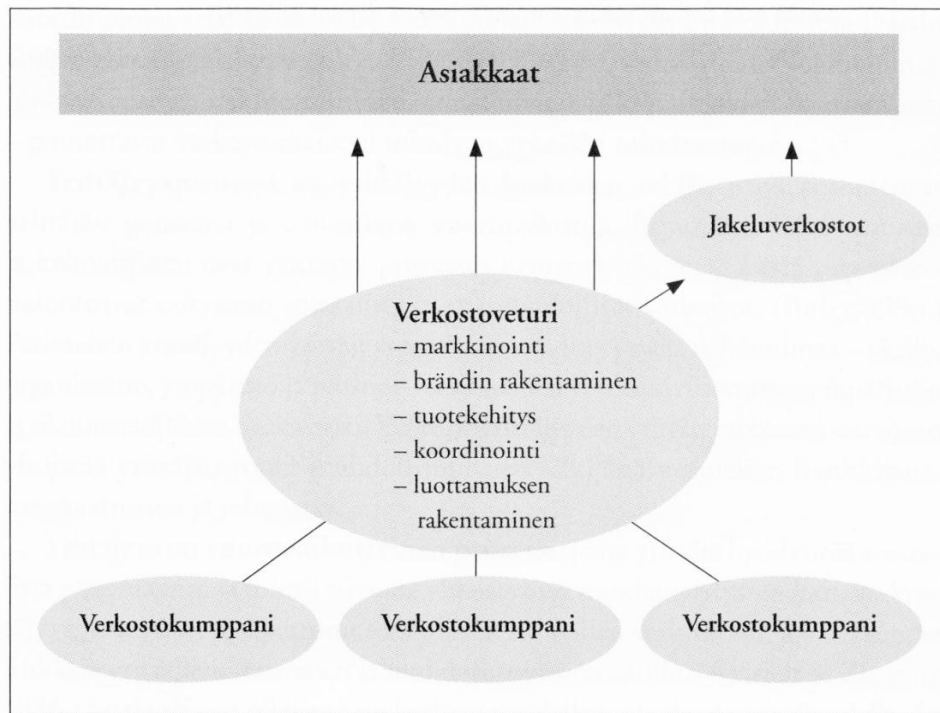 Asiakkaat
Jakeluverkostot
Verkostoveturi
– markkinointi
– brändin rakentaminen
– tuotekehitys
– koordinointi
– luottamuksen
rakentaminen
Verkostokumppani Verkostokumppani Verkostokumppani